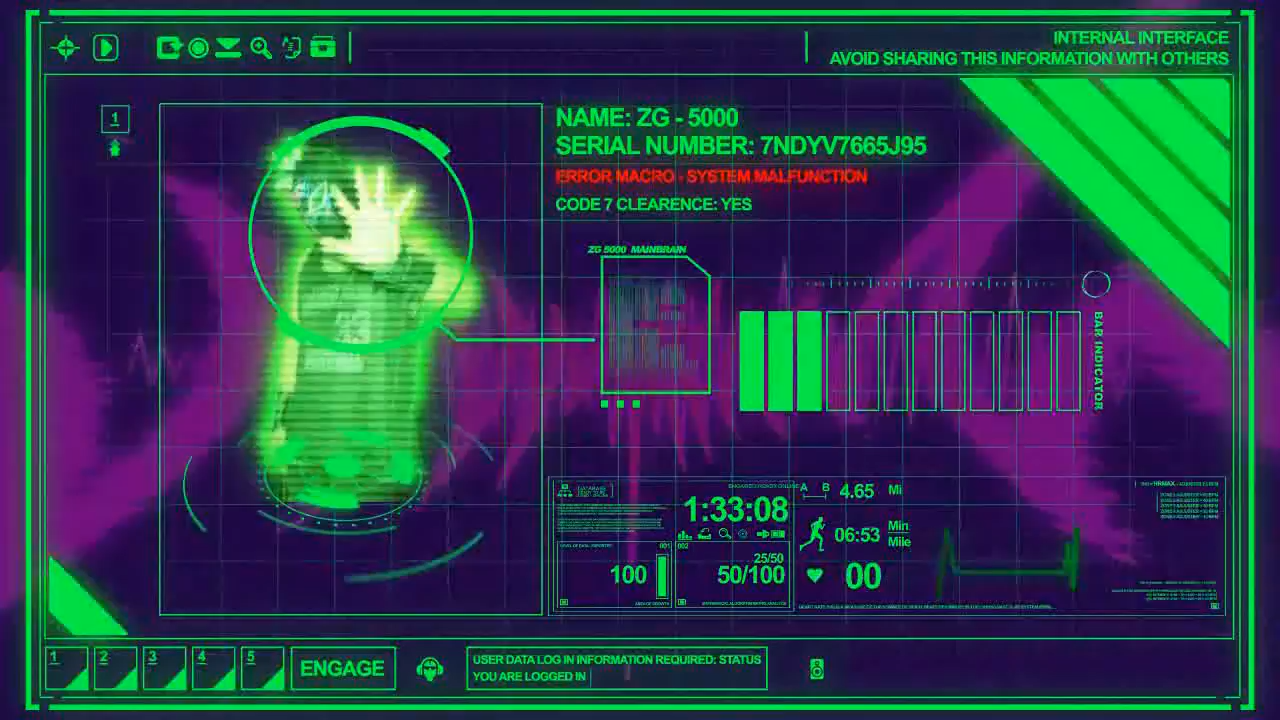 INTERNAL INTERFACE
AVOID SHARING THIS INFORMATION WITH OTHERS
1
NAME: ZG - 5000
SERIAL NUMBER: 7NDYV7665J95
ERROR MACRO - SYSTEM MALFUNCTION
CODE 7 CLEARENCE: YES
ZG 5000 MAINBRAIN
BAR INDICATOR
DATABASE
1:33:08
A B 4.65 Mi
06:53 Min
Mile
001
002
25/50
100
50/100
00
1
2
3
4
5
ENGAGE
USER DATA LOG IN INFORMATION REQUIRED: STATUS
YOU ARE LOGGED IN